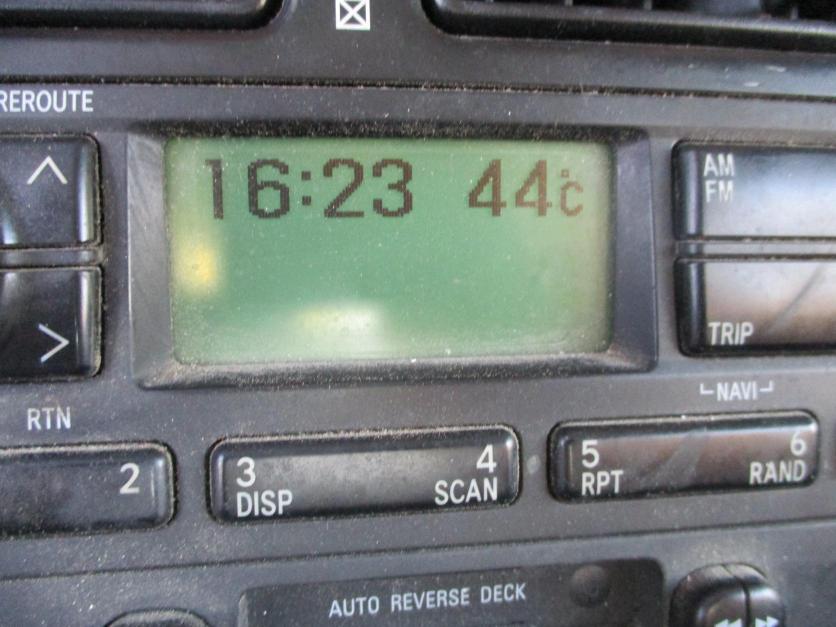 REROUTE
16:23 44°C
AM
FM
TRIP
RTN
NAVI
2
3
DISP
4
SCAN
5
RPT
6
RAND
AUTO REVERSE DECK